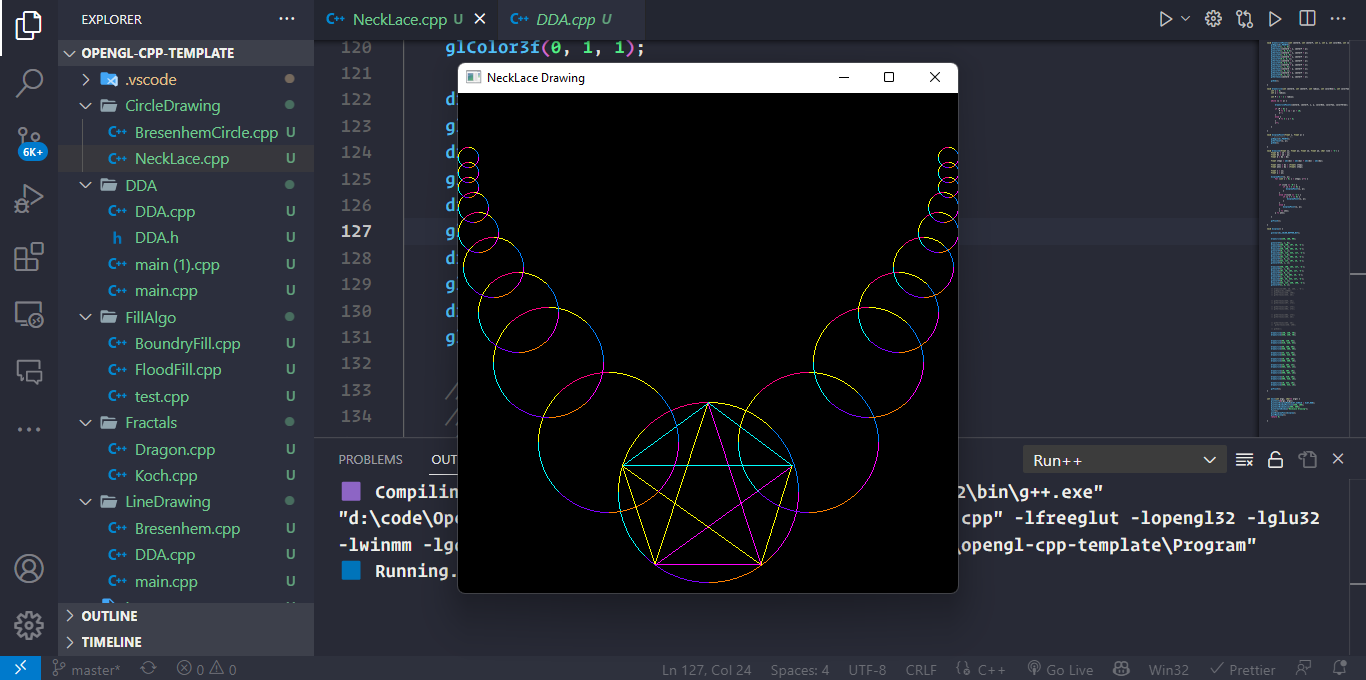 EXPLORER
OPENGL-CPP-TEMPLATE
.vscode
CircleDrawing
C++ BresenhemCircle.cpp U
C++ NeckLace.cpp U
DDA
C++ DDA.cpp U
h DDA.h U
C++ main (1).cpp U
C++ main.cpp U
FillAlgo
C++ BoundryFill.cpp U
C++ FloodFill.cpp U
C++ test.cpp U
Fractals
C++ Dragon.cpp U
C++ Koch.cpp U
LineDrawing
C++ Bresenhem.cpp U
C++ DDA.cpp U
C++ main.cpp U
OUTLINE
TIMELINE
6K+
C++ NeckLace.cpp U
C++ DDA.cpp U
120 glColor3f(0, 1, 1);
121
122 d
123 g
124 d
125 g
126 d
127 g
128 d
129 g
130 d
131 g
132
133 /
134 /
NeckLace Drawing
PROBLEMS OUT
Run++
Compilin 2\bin\g++.exe"
"d:\code\Ope cpp" -lfreeglut -lopengl32 -lglu32
-lwinmm -lgd \opengl-cpp-template\Program"
Running.
master* 0 0 Ln 127, Col 24 Spaces: 4 UTF-8 CRLF {} C++ Go Live Win32 Prettier